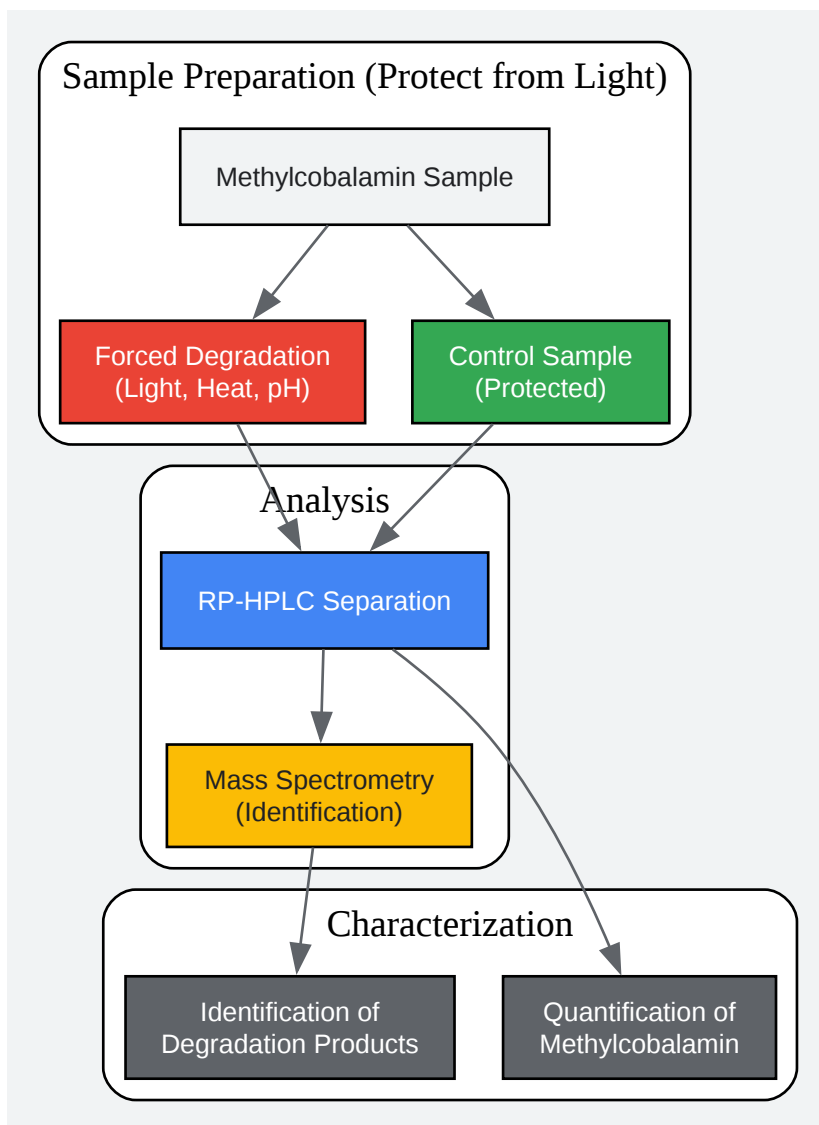 Sample Preparation (Protect from Light)
Methylcobalamin Sample
Forced Degradation
(Light, Heat, pH)
Control Sample
(Protected)
Analysis
RP-HPLC Separation
Mass Spectrometry
(Identification)
Characterization
Identification of
Degradation Products
Quantification of
Methylcobalamin